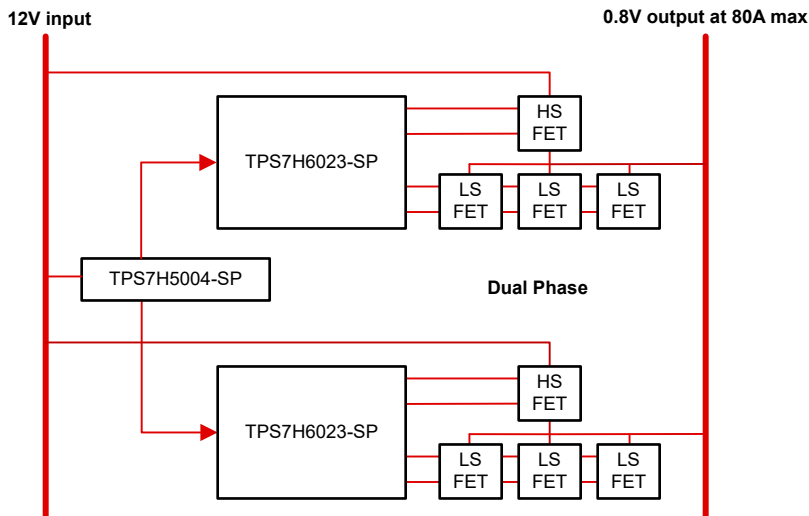 12V input
0.8V output at 80A max
TPS7H6023-SP
HS
FET
LS
FET
LS
FET
LS
FET
TPS7H5004-SP
Dual Phase
TPS7H6023-SP
HS
FET
LS
FET
LS
FET
LS
FET